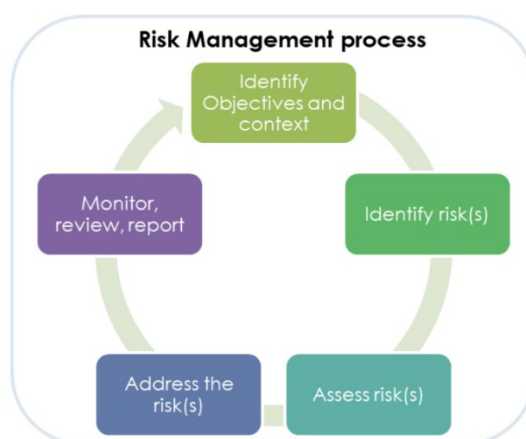 Risk Management process
Identify
Objectives and
context
Identify risk(s)
Assess risk(s)
Address the
risk(s)
Monitor,
review, report